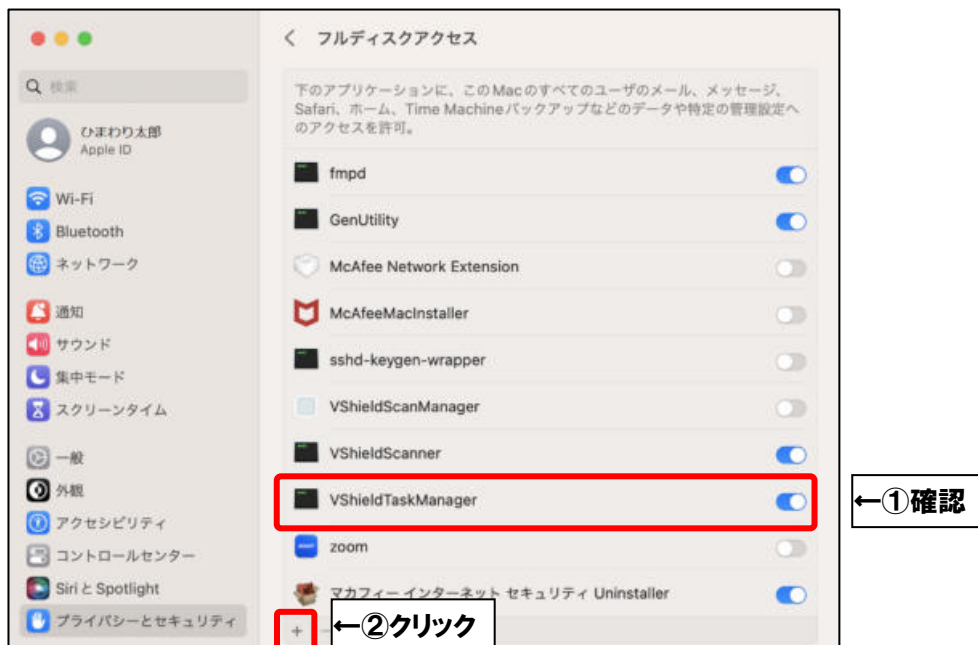 フルディスクアクセス
検索
ひまわり太郎
Apple ID
Wi-Fi
Bluetooth
ネットワーク
通知
サウンド
集中モード
スクリーンタイム
一般
外観
アクセシビリティ
コントロールセンター
Siri と Spotlight
プライバシーとセキュリティ
下のアプリケーションに、このMacのすべてのユーザのメール、メッセージ、
Safari、ホーム、Time Machineバックアップなどのデータや特定の管理設定へ
のアクセスを許可。
fmpd
GenUtility
McAfee Network Extension
McAfeeMacInstaller
sshd-keygen-wrapper
VShieldScanManager
VShieldScanner
VShieldTaskManager
←①確認
zoom
マカフィー インターネット セキュリティ Uninstaller
+
←②クリック